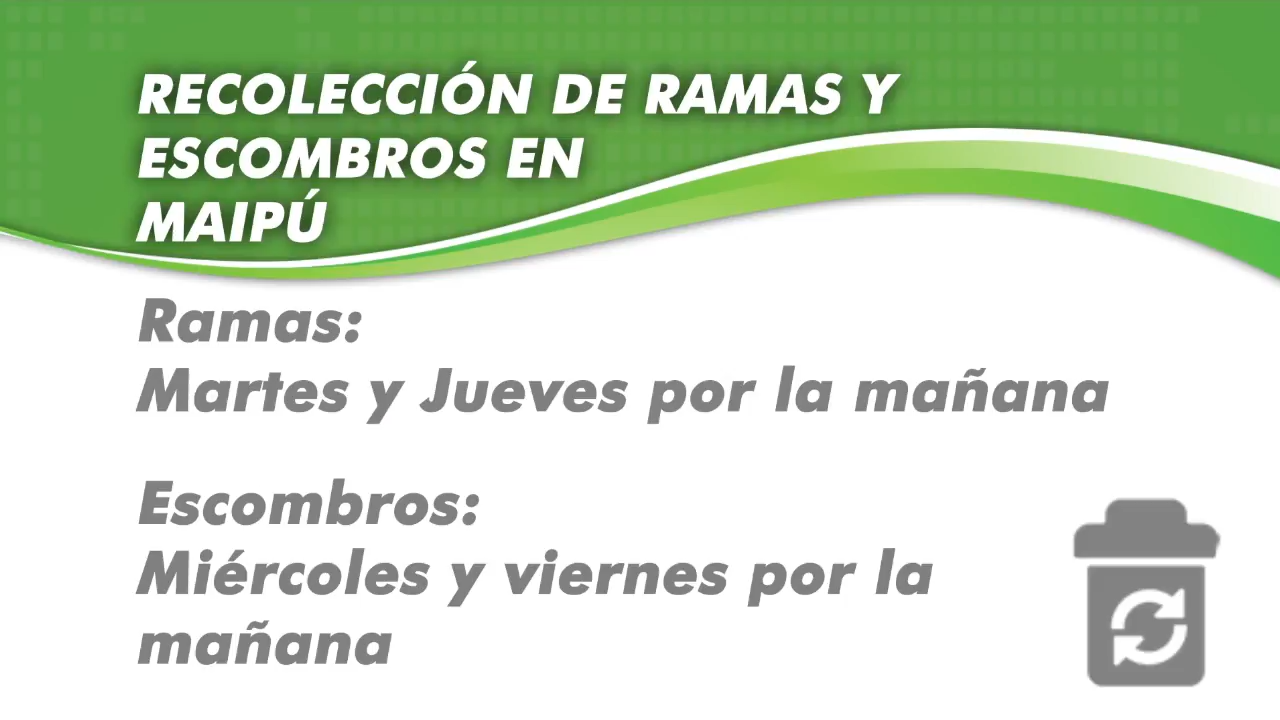 RECOLECCIÓN DE RAMAS Y
ESCOMBROS EN
MAIPÚ
Ramas:
Martes y Jueves por la mañana
Escombros:
Miércoles y viernes por la
mañana